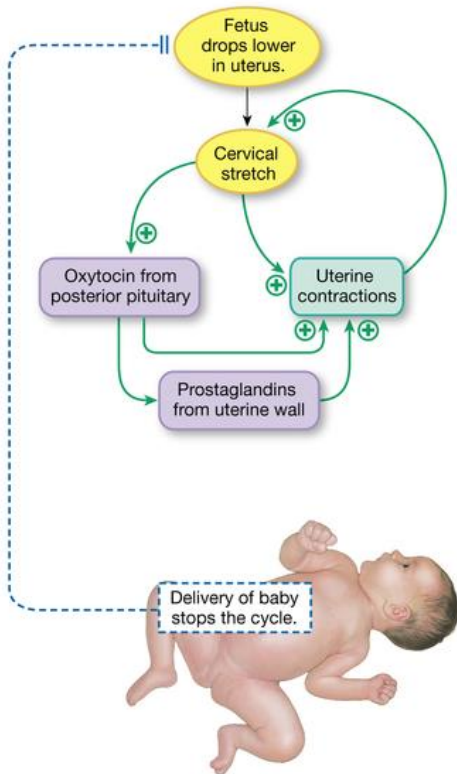 Fetus
drops lower
in uterus.
+
Cervical
stretch
+
+
Oxytocin from
posterior pituitary
Uterine
contractions
+
+
Prostaglandins
from uterine wall
Delivery of baby
stops the cycle.